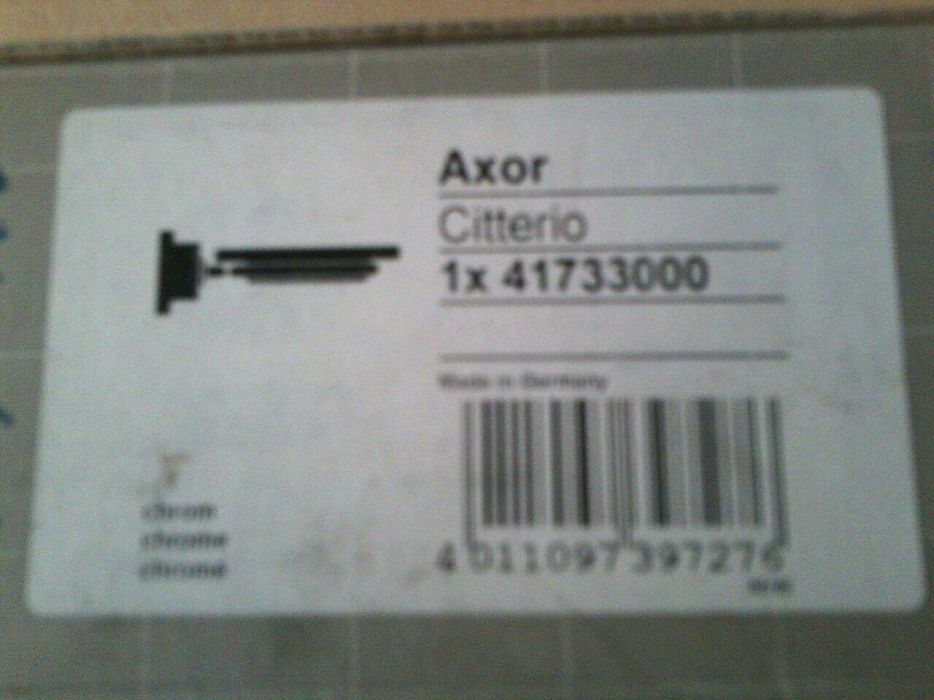 Axor
Citterio
1x 41733000
Made in Germany
chrom
chrome
chromé
4 011097 397276